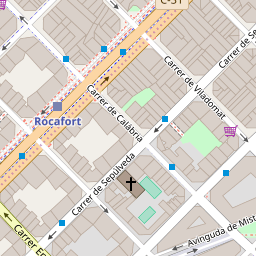 C-31
Carrer de Se
Carrer de Viladomat
Rocafort
Carrer de Calàbria
Carrer de Sepúlveda
Avinguda de Mist
Carrer En